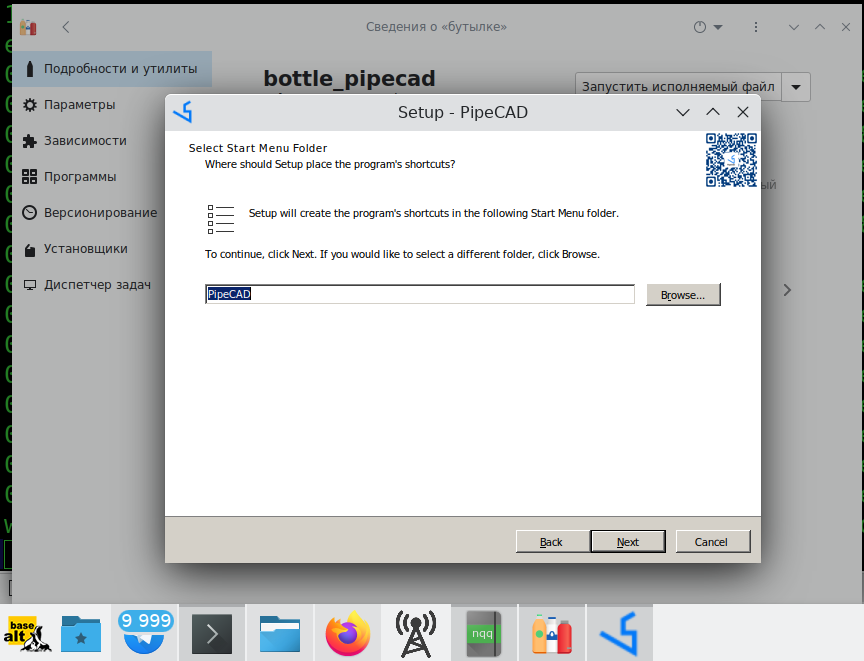 Сведения о «бутылке»
Подробности и утилиты
bottle_pipecad
Запустить исполняемый файл
Параметры
Setup - PipeCAD
Зависимости
Select Start Menu Folder
Where should Setup place the program's shortcuts?
Программы
ый
Версионирование
Setup will create the program's shortcuts in the following Start Menu folder.
Установщики
To continue, click Next. If you would like to select a different folder, click Browse.
Диспетчер задач
PipeCAD
Browse...
Back
Next
Cancel
base
alt
9 999
nqq